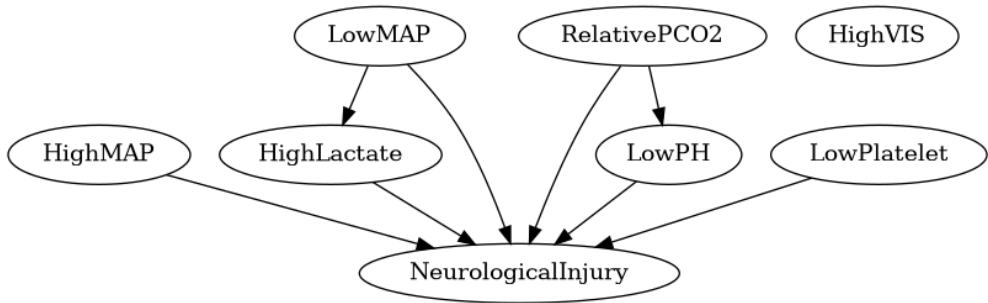 LowMAP
RelativePCO2
HighVIS
HighMAP
HighLactate
LowPH
LowPlatelet
NeurologicalInjury